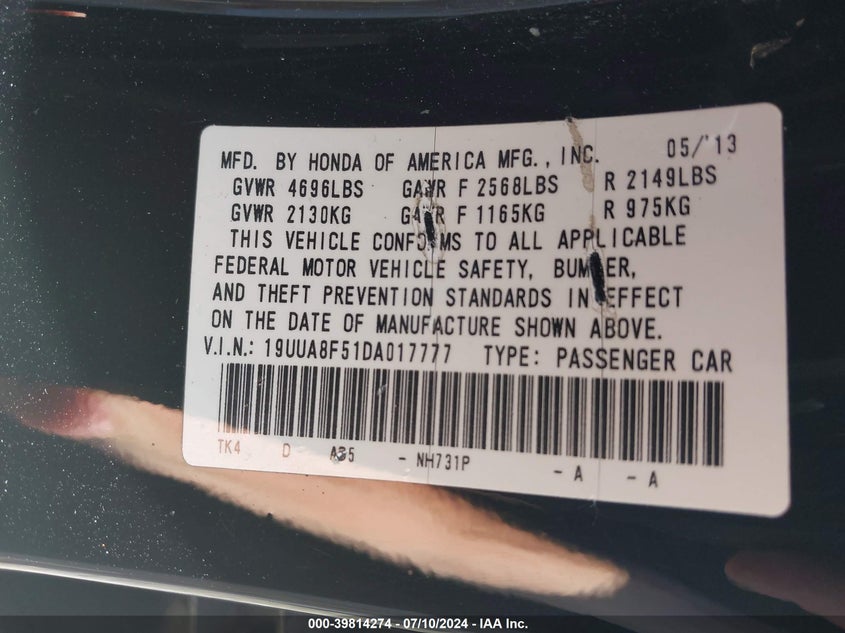 MFD. BY HONDA OF AMERICA MFG., INC. 05/'13
GVWR 4696LBS GAWR F 2568LBS R 2149LBS
GVWR 2130KG GAWR F 1165KG R 975KG
THIS VEHICLE CONFORMS TO ALL APPLICABLE
FEDERAL MOTOR VEHICLE SAFETY, BUMPER,
AND THEFT PREVENTION STANDARDS IN EFFECT
ON THE DATE OF MANUFACTURE SHOWN ABOVE.
V.I.N.: 19UUA8F51DA017777 TYPE: PASSENGER CAR
TK4 D - NH731P - A - A
000-39814274 - 07/10/2024 - IAA Inc.